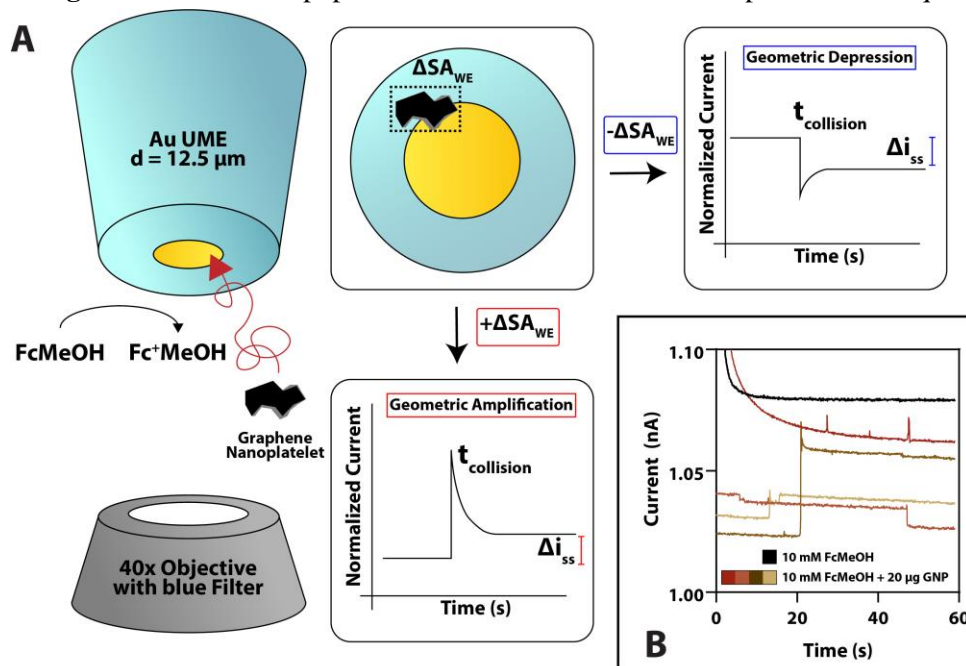 A
Au UME
d = 12.5 µm
FcMeOH
Fc⁺MeOH
Graphene
Nanoplatelet
40x Objective
with blue Filter
ΔSA_WE
-ΔSA_WE
+ΔSA_WE
Geometric Depression
Normalized Current
t_collision
Δi_ss
Time (s)
Geometric Amplification
Normalized Current
t_collision
Δi_ss
Time (s)
1.10
1.05
1.00
Current (nA)
10 mM FcMeOH
10 mM FcMeOH + 20 µg GNP
0
20
40
60
Time (s)
B